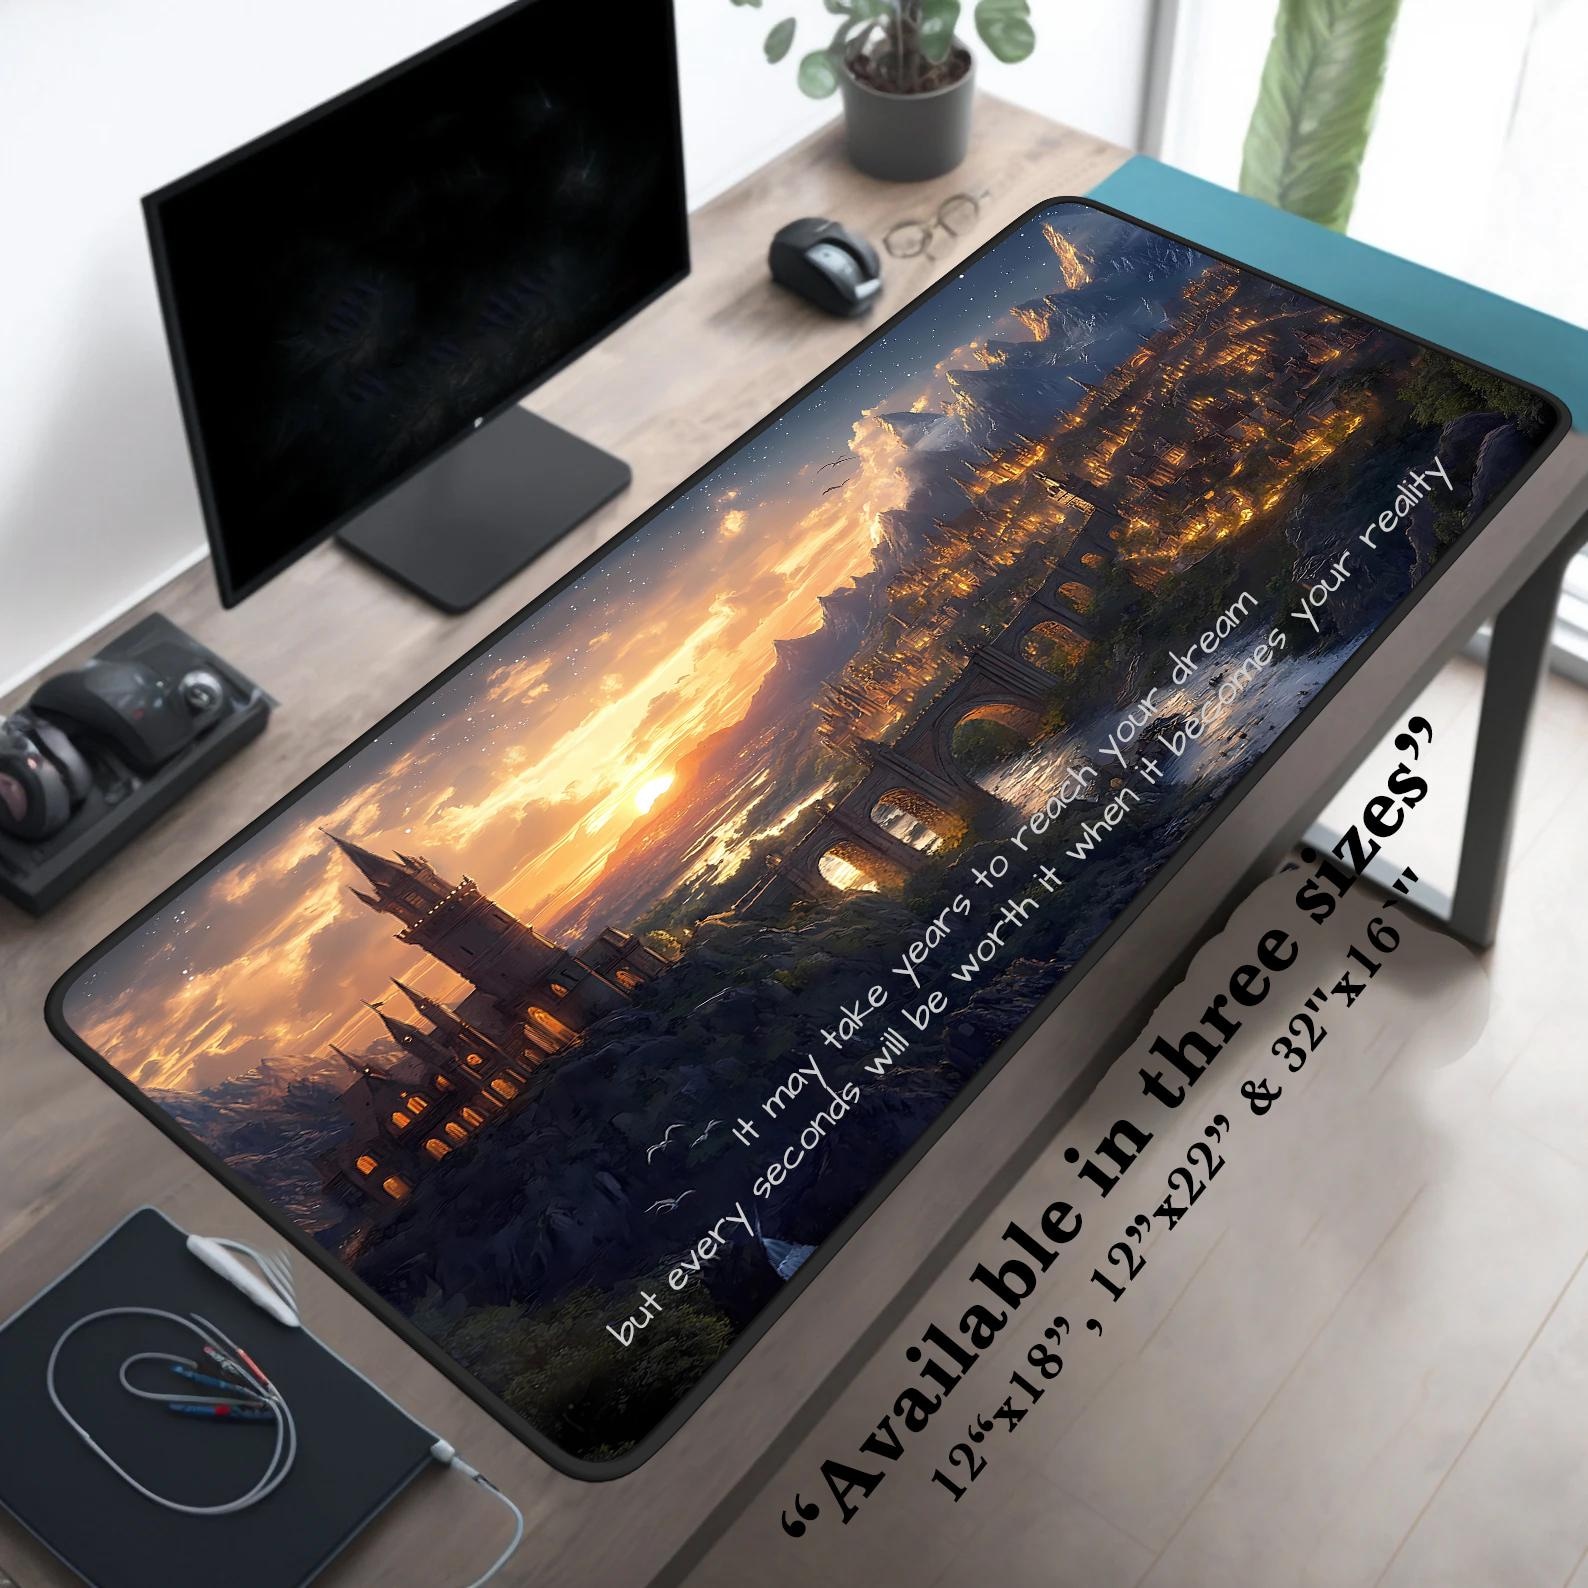 It may take years to reach your dream
but every seconds will be worth it when it becomes your reality
“Available in three sizes”
12“x18”, 12”x22” & 32"x16`"